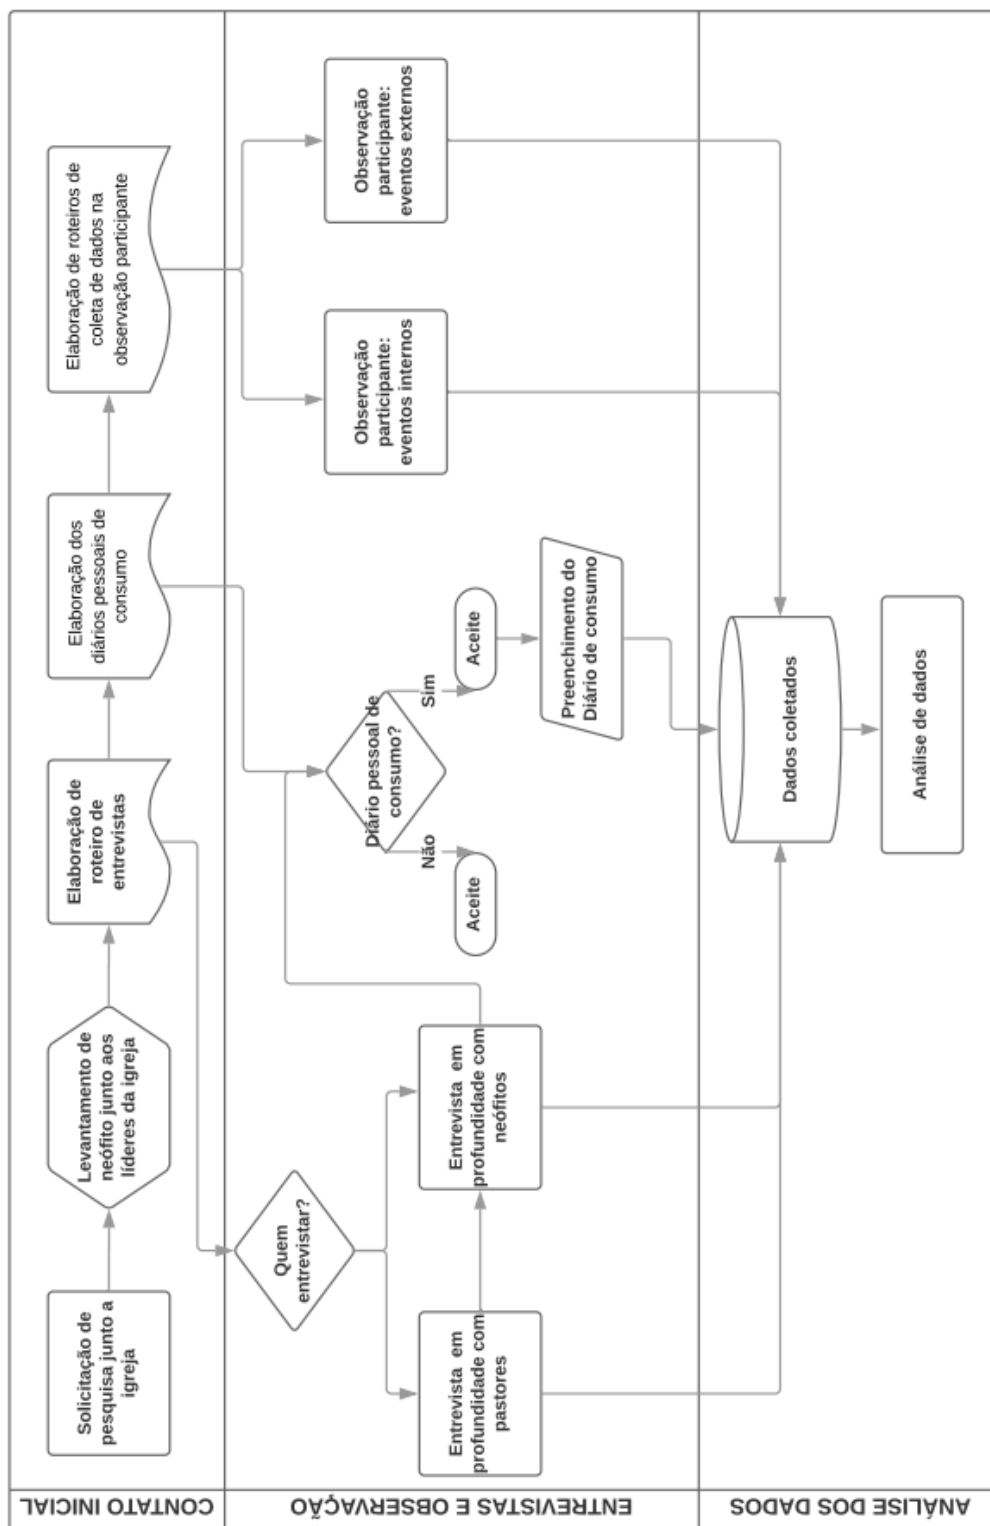 CONTATO INICIAL
Solicitação de
pesquisa junto a
igreja
Levantamento de
neófito junto aos
líderes da igreja
Elaboração de
roteiro de
entrevistas
Elaboração dos
diários pessoais de
consumo
Elaboração de roteiros de
coleta de dados na
observação participante
ENTREVISTAS E OBSERVAÇÃO
Quem
entrevistar?
Entrevista em
profundidade com
pastores
Entrevista em
profundidade com
neófitos
Diário pessoal de
consumo?
Não
Aceite
Sim
Aceite
Preenchimento do
Diário de consumo
Observação
participante:
eventos internos
Observação
participante:
eventos externos
ANÁLISE DOS DADOS
Dados coletados
Análise de dados